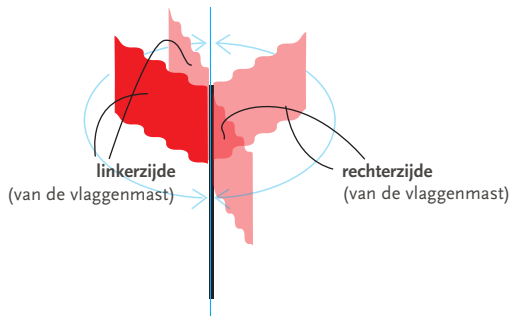 linkerzijde
(van de vlaggenmast)
rechterzijde
(van de vlaggenmast)